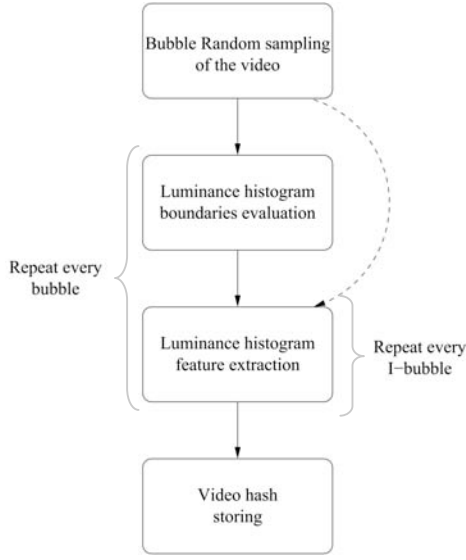 Bubble Random sampling
of the video
Luminance histogram
boundaries evaluation
Repeat every
bubble
Luminance histogram
feature extraction
Repeat every
I−bubble
Video hash
storing